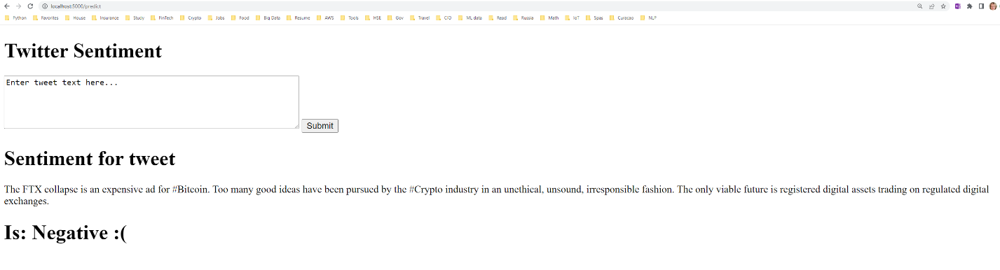 localhost:5000/predict
Python Favorites House Insurance Study FinTech Crypto Jobs Food Big Data Resume AWS Tools HSE Gov Travel CIO ML data Read Russia Math IoT Spas Curacao NLP
Twitter Sentiment
Enter tweet text here...
Submit
Sentiment for tweet
The FTX collapse is an expensive ad for #Bitcoin. Too many good ideas have been pursued by the #Crypto industry in an unethical, unsound, irresponsible fashion. The only viable future is registered digital assets trading on regulated digital
exchanges.
Is: Negative :(